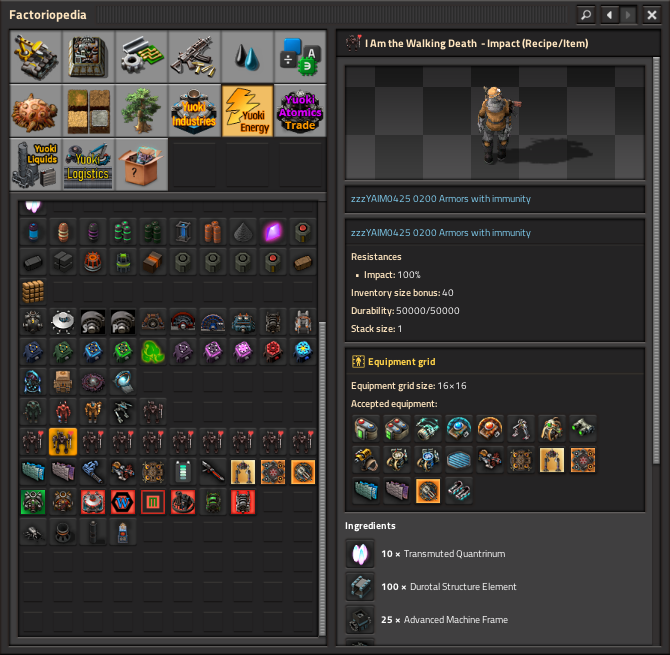 Factoriopedia
A
Yuoki
Industries
Yuoki
Energy
Yuoki
Atomics
Trade
Yuoki
Liquids
Yuoki
Logistics
?
I Am the Walking Death - Impact (Recipe/Item)
zzzYAIM0425 0200 Armors with immunity
zzzYAIM0425 0200 Armors with immunity
Resistances
• Impact: 100%
Inventory size bonus: 40
Durability: 50000/50000
Stack size: 1
Equipment grid
Equipment grid size: 16×16
Accepted equipment:
Ingredients
10 × Transmuted Quantrinum
100 × Durotal Structure Element
25 × Advanced Machine Frame